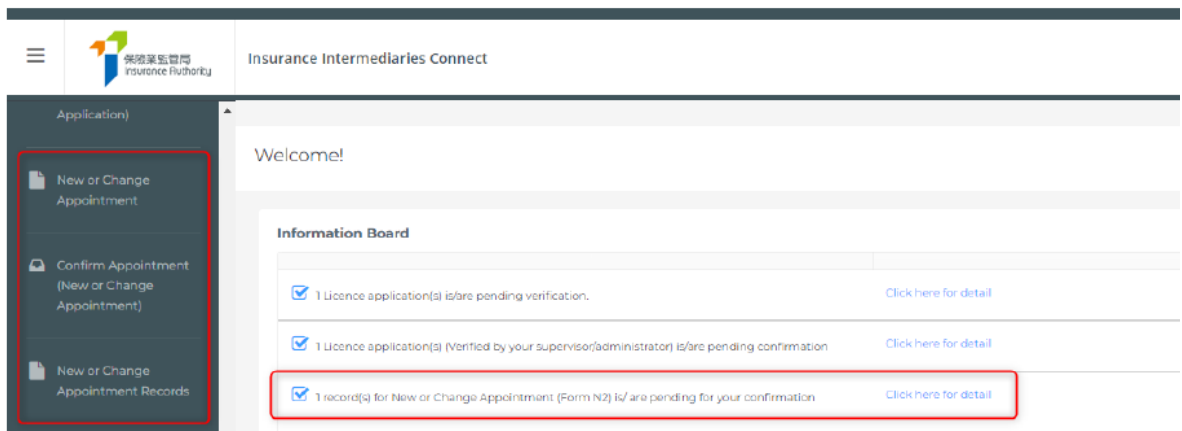 保險業監管局
Insurance Authority
Insurance Intermediaries Connect
Application)
New or Change
Appointment
Confirm Appointment
(New or Change
Appointment)
New or Change
Appointment Records
Welcome!
Information Board
1 Licence application(s) is/are pending verification.
Click here for detail
1 Licence application(s) (Verified by your supervisor/administrator) is/are pending confirmation
Click here for detail
1 record(s) for New or Change Appointment (Form N2) is/ are pending for your confirmation
Click here for detail